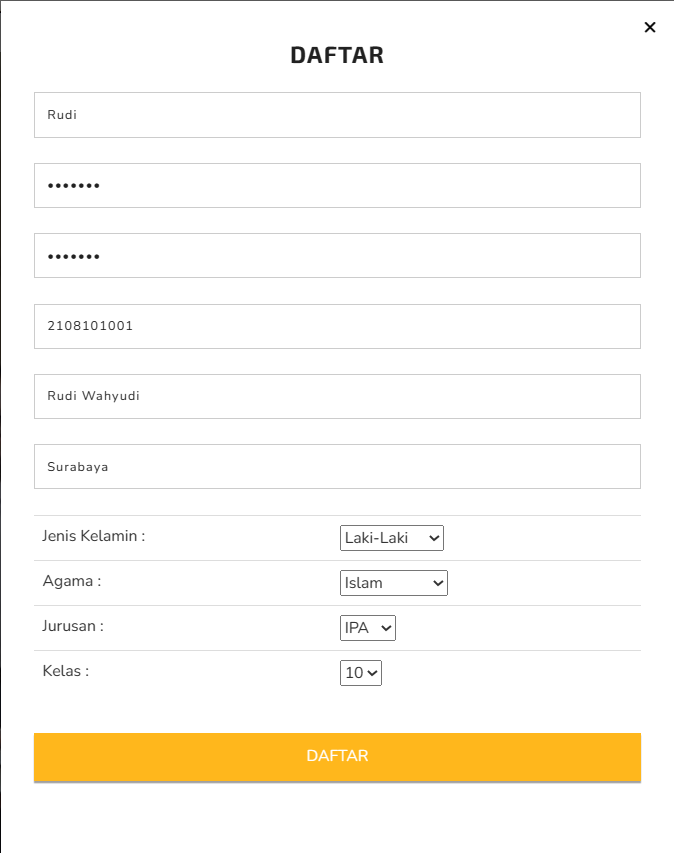 DAFTAR
Rudi
•••••••
•••••••
2108101001
Rudi Wahyudi
Surabaya
Jenis Kelamin : Laki-Laki
Agama : Islam
Jurusan : IPA
Kelas : 10
DAFTAR